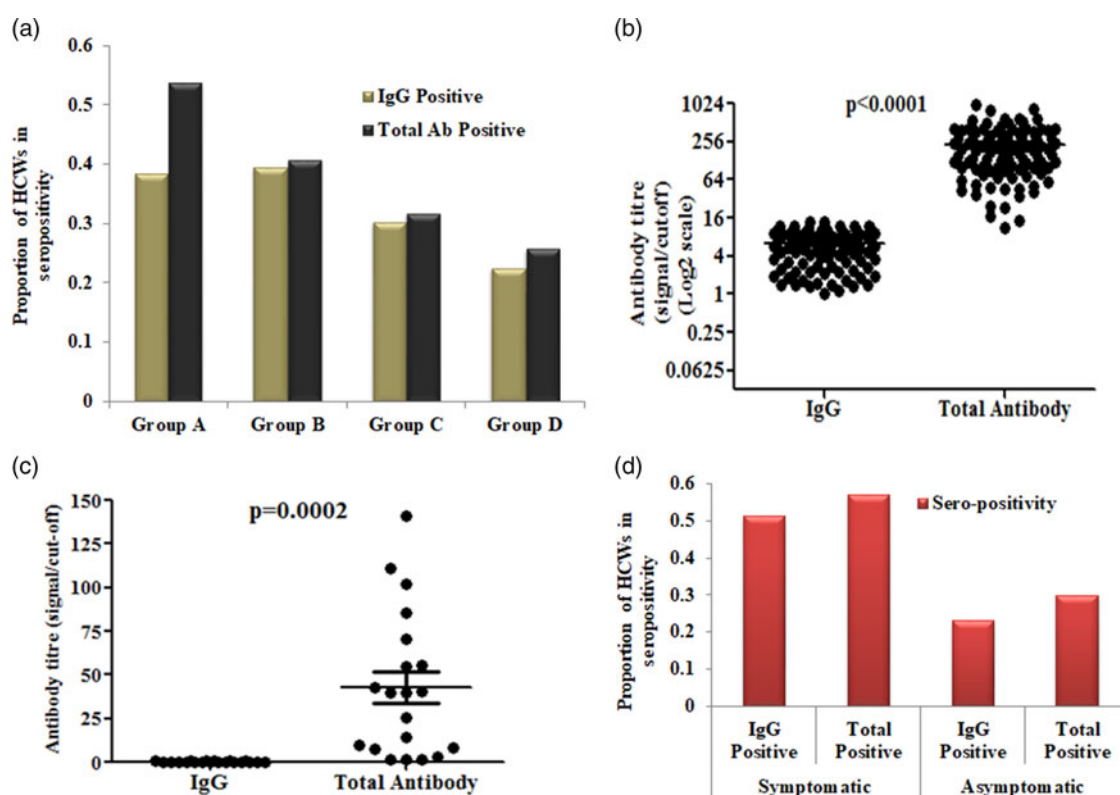 (a)
Proportion of HCWs in
seropositivity
0.6
0.5
0.4
0.3
0.2
0.1
0
IgG Positive
Total Ab Positive
Group A Group B Group C Group D
(b)
Antibody titre
(signal/cutoff)
(Log2 scale)
1024
256
64
16
4
1
0.25
0.0625
p<0.0001
IgG Total Antibody
(c)
Antibody titre (signal/cut-off)
150
125
100
75
50
25
0
p=0.0002
IgG Total Antibody
(d)
Proportion of HCWs in
seropositivity
0.6
0.5
0.4
0.3
0.2
0.1
0
Sero-positivity
IgG Total IgG Total
Positive Positive Positive Positive
Symptomatic Asymptomatic